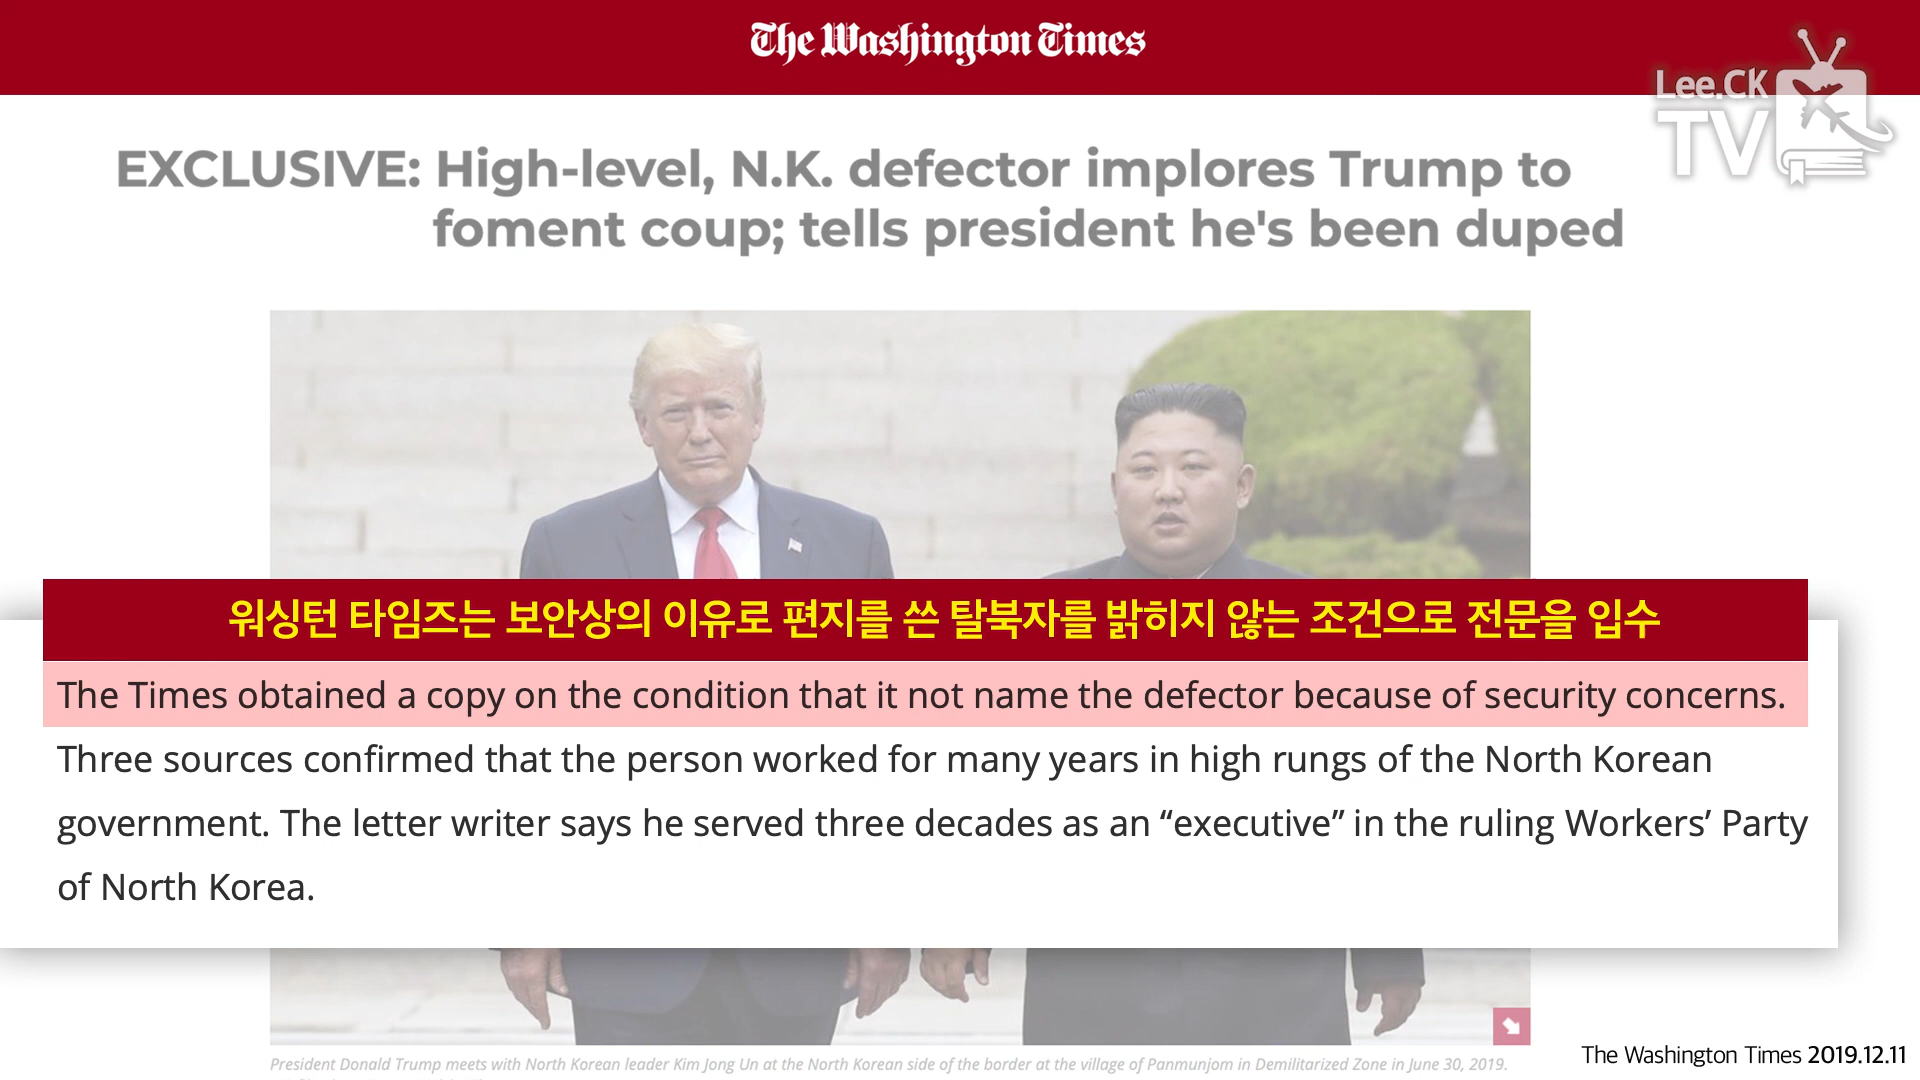 The Washington Times
Lee.CK
TV
EXCLUSIVE: High-level, N.K. defector implores Trump to
foment coup; tells president he's been duped
워싱턴 타임즈는 보안상의 이유로 편지를 쓴 탈북자를 밝히지 않는 조건으로 전문을 입수
The Times obtained a copy on the condition that it not name the defector because of security concerns.
Three sources confirmed that the person worked for many years in high rungs of the North Korean
government. The letter writer says he served three decades as an “executive” in the ruling Workers’ Party
of North Korea.
President Donald Trump meets with North Korean leader Kim Jong Un at the North Korean side of the border at the village of Panmunjom in Demilitarized Zone in June 30, 2019.
The Washington Times 2019.12.11